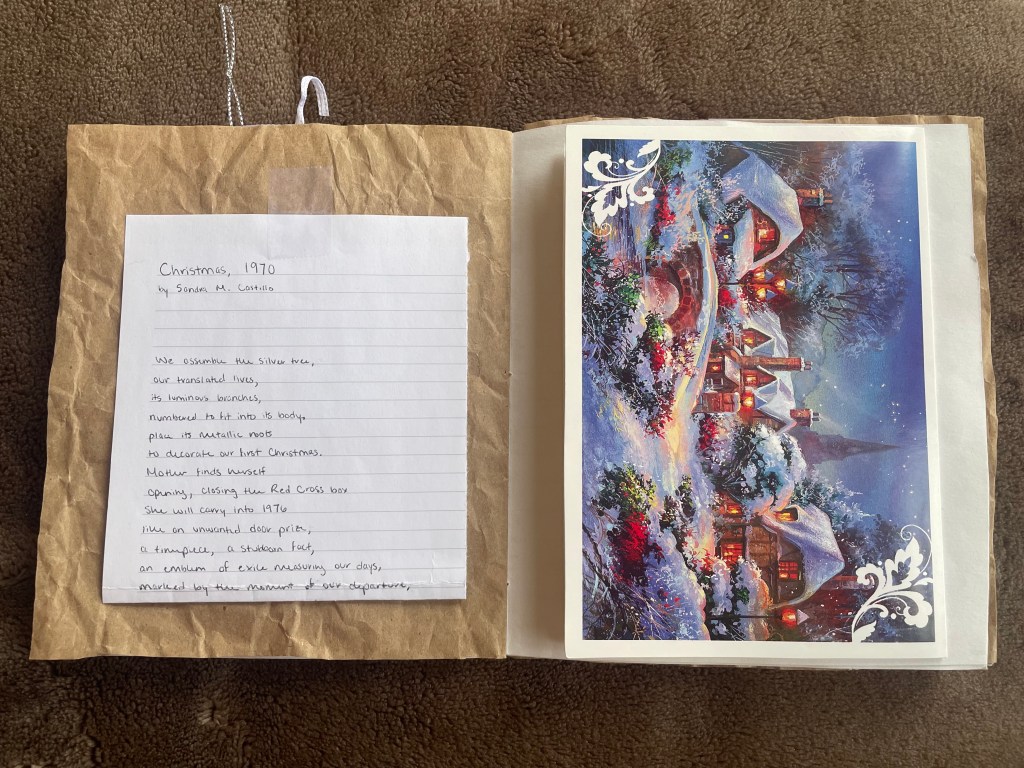 Christmas, 1970
by Sandra M. Castillo
We assemble the silver tree,
our translated lives,
its luminous branches,
numbered to fit into its body.
place its metallic roots
to decorate our first Christmas.
Mother finds herself
opening, closing the Red Cross box
She will carry into 1976
like an unwanted door prize,
a timepiece, a stubborn fact,
an emblem of exile measuring our days,
marked by the moment of our departure,